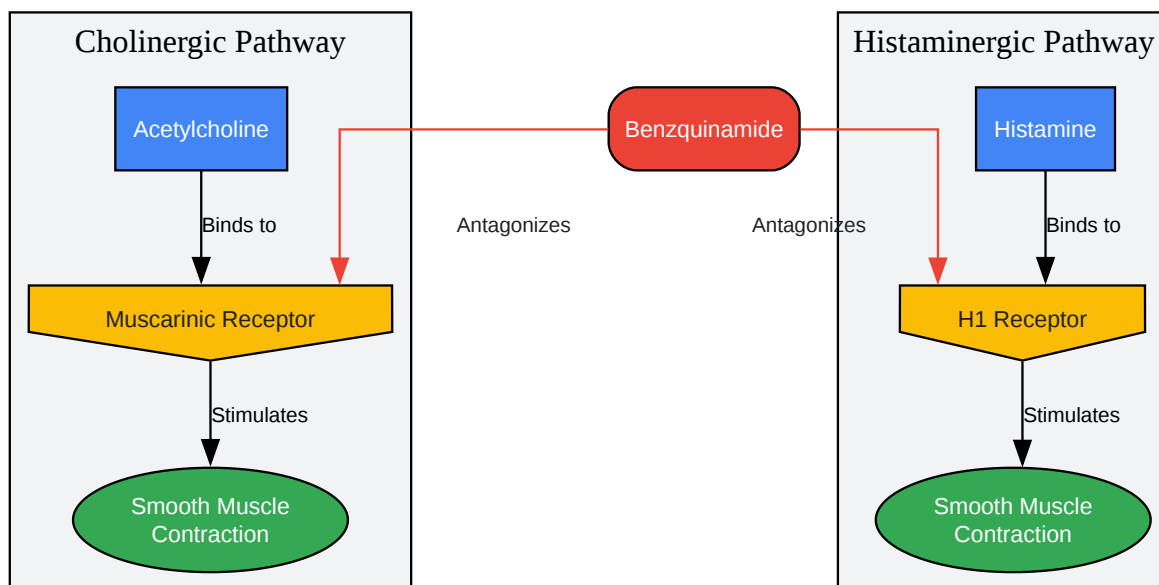 Cholinergic Pathway
Histaminergic Pathway
Acetylcholine
Benzquinamide
Histamine
Binds to
Antagonizes
Antagonizes
Binds to
Muscarinic Receptor
H1 Receptor
Stimulates
Stimulates
Smooth Muscle
Contraction
Smooth Muscle
Contraction